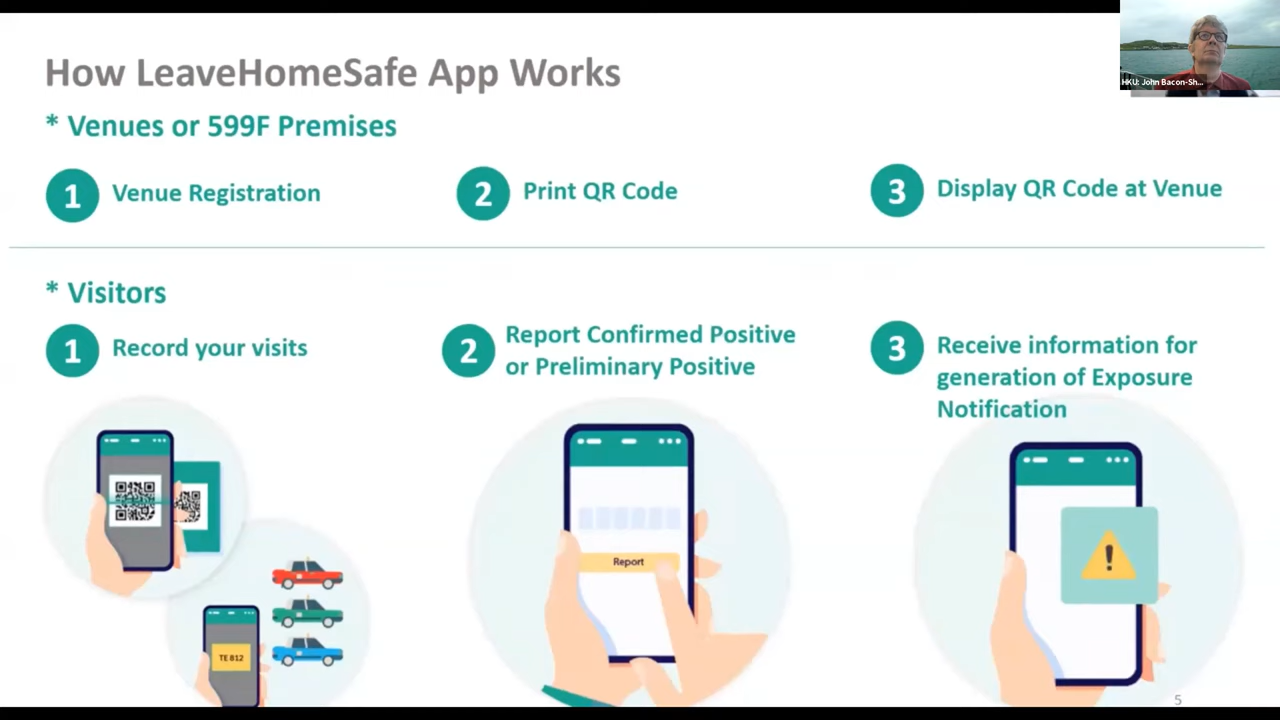 How LeaveHomeSafe App Works
* Venues or 599F Premises
1 Venue Registration
2 Print QR Code
3 Display QR Code at Venue
* Visitors
1 Record your visits
2 Report Confirmed Positive
or Preliminary Positive
3 Receive information for
generation of Exposure
Notification
Report
TE 812
5
HKU: John Bacon-Sh...